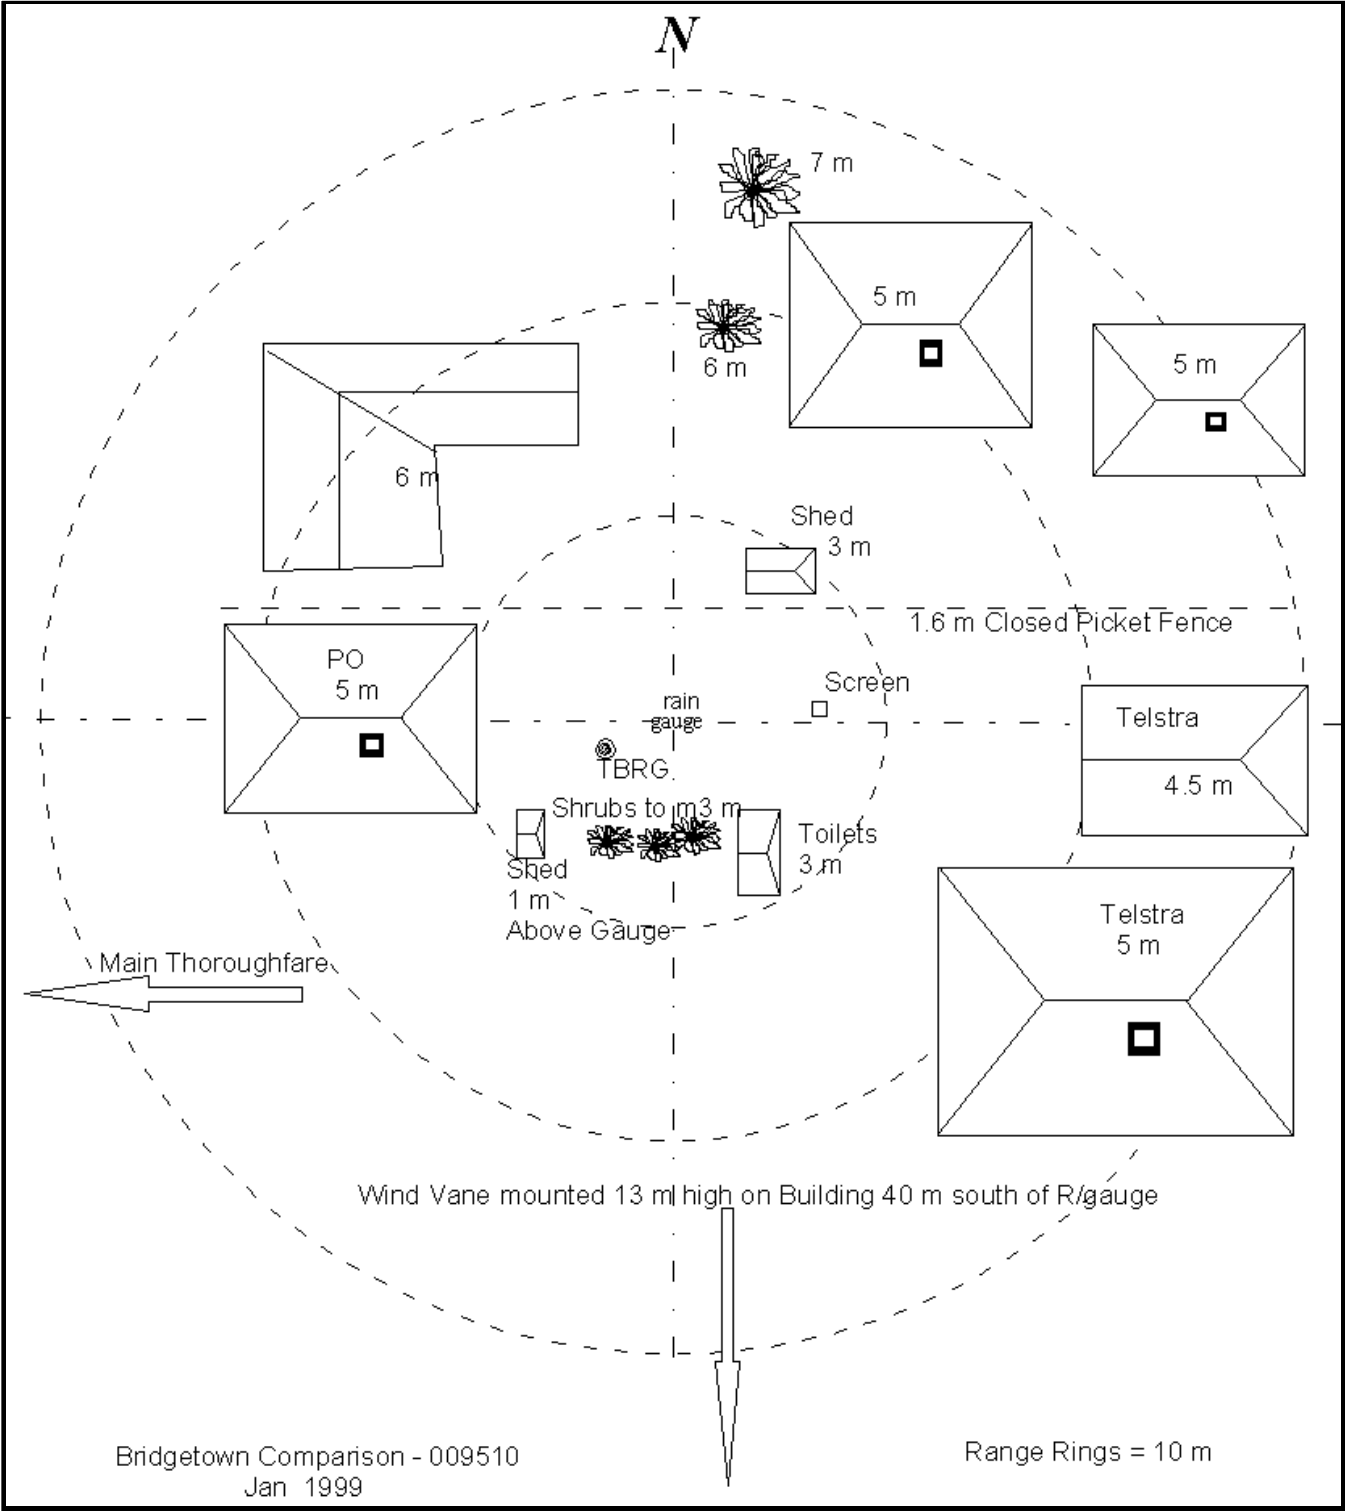 N
7 m
5 m
5 m
6 m
6 m
Shed
3 m
1.6 m Closed Picket Fence
PO
5 m
Screen
rain
gauge
Telstra
4.5 m
TBRG
Shrubs to m3 m
Toilets
3 m
Shed
1 m
Above Gauge
Telstra
5 m
Main Thoroughfare
Wind Vane mounted 13 m high on Building 40 m south of R/gauge
Bridgetown Comparison - 009510
Jan 1999
Range Rings = 10 m